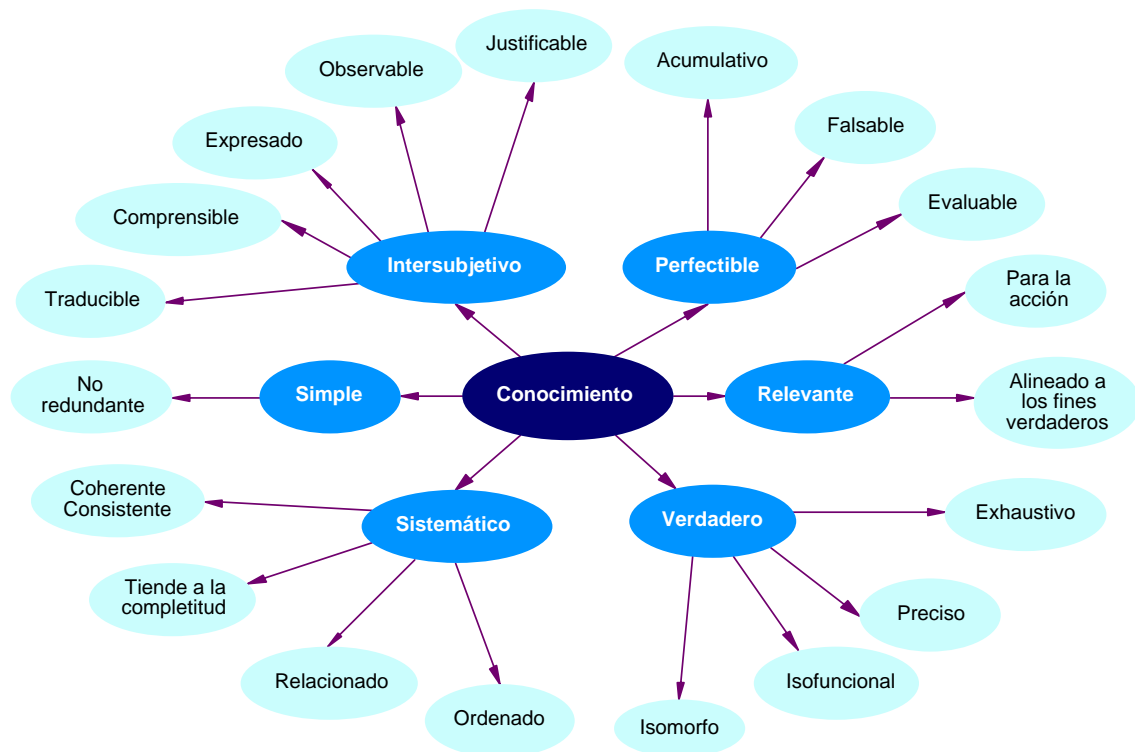 Justificable
Observable
Acumulativo
Falsable
Expresado
Comprensible
Evaluable
Intersubjetivo
Perfectible
Traducible
Para la
acción
No
redundante
Simple
Conocimiento
Relevante
Alineado a
los fines
verdaderos
Coherente
Consistente
Sistemático
Verdadero
Exhaustivo
Tiende a la
completitud
Preciso
Relacionado
Isofuncional
Ordenado
Isomorfo